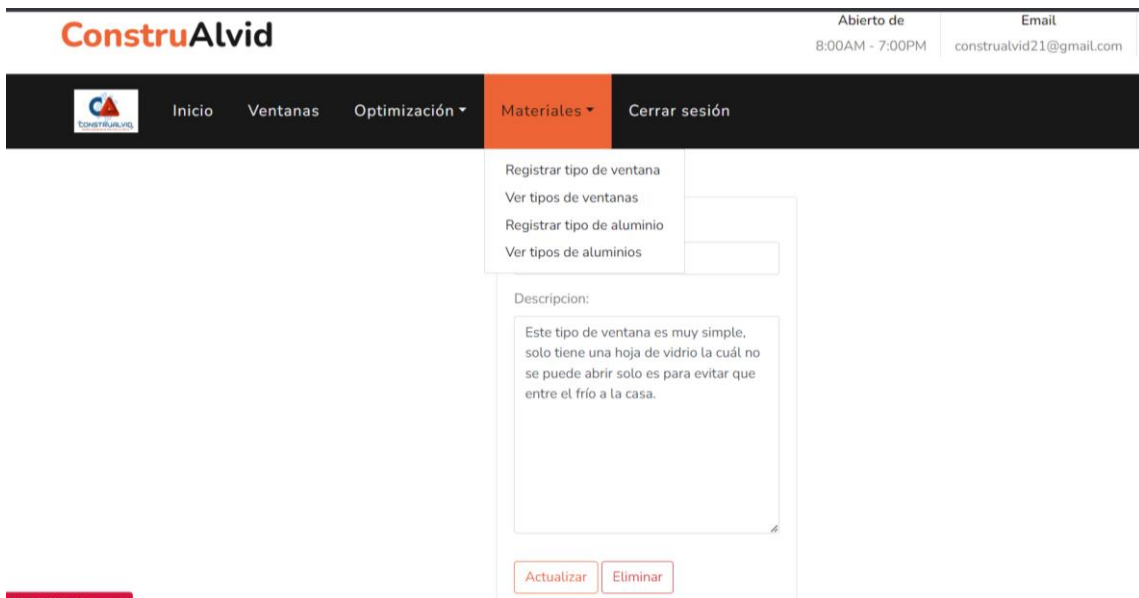 ConstruAlvid
Abierto de
8:00AM - 7:00PM
Email
construalvid21@gmail.com
CA
CONSTRUALVID
Inicio
Ventanas
Optimización
Materiales
Cerrar sesión
Registrar tipo de ventana
Ver tipos de ventanas
Registrar tipo de aluminio
Ver tipos de aluminios
Descripcion:
Este tipo de ventana es muy simple,
solo tiene una hoja de vidrio la cuál no
se puede abrir solo es para evitar que
entre el frío a la casa.
Actualizar
Eliminar